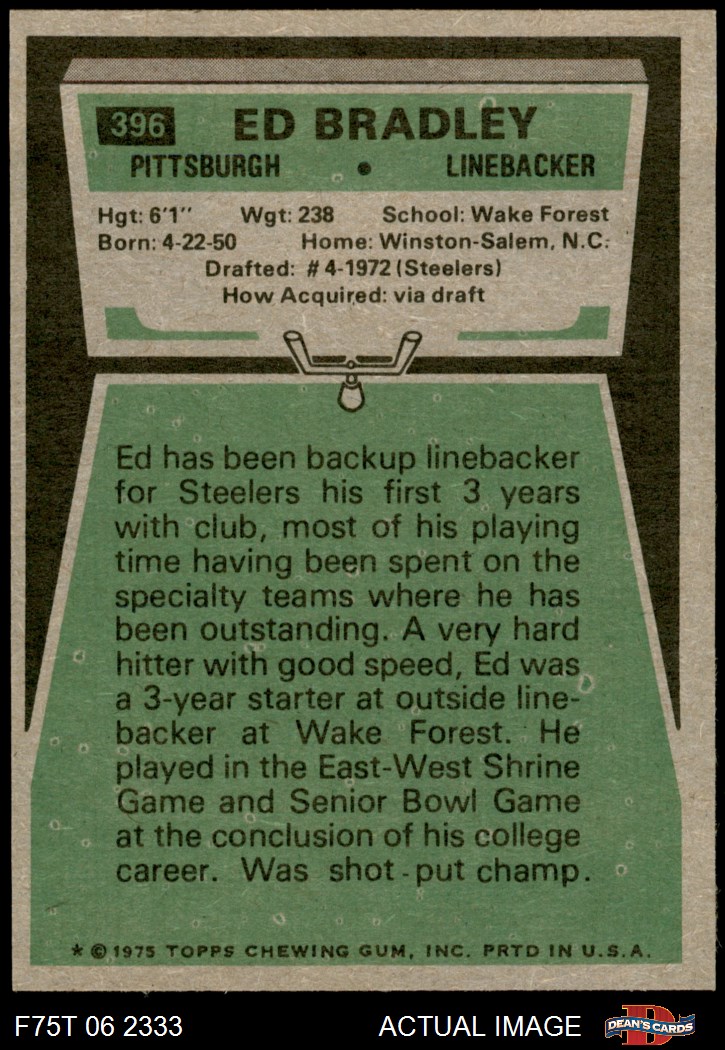 396 ED BRADLEY
PITTSBURGH • LINEBACKER
Hgt: 6'1" Wgt: 238 School: Wake Forest
Born: 4-22-50 Home: Winston-Salem, N.C.
Drafted: #4-1972 (Steelers)
How Acquired: via draft
Ed has been backup linebacker
for Steelers his first 3 years
with club, most of his playing
time having been spent on the
specialty teams where he has
been outstanding. A very hard
hitter with good speed, Ed was
a 3-year starter at outside line-
backer at Wake Forest. He
played in the East-West Shrine
Game and Senior Bowl Game
at the conclusion of his college
career. Was shot-put champ.
* © 1975 TOPPS CHEWING GUM, INC. PRTD IN U.S.A.
F75T 06 2333 ACTUAL IMAGE D DEAN'S CARDS